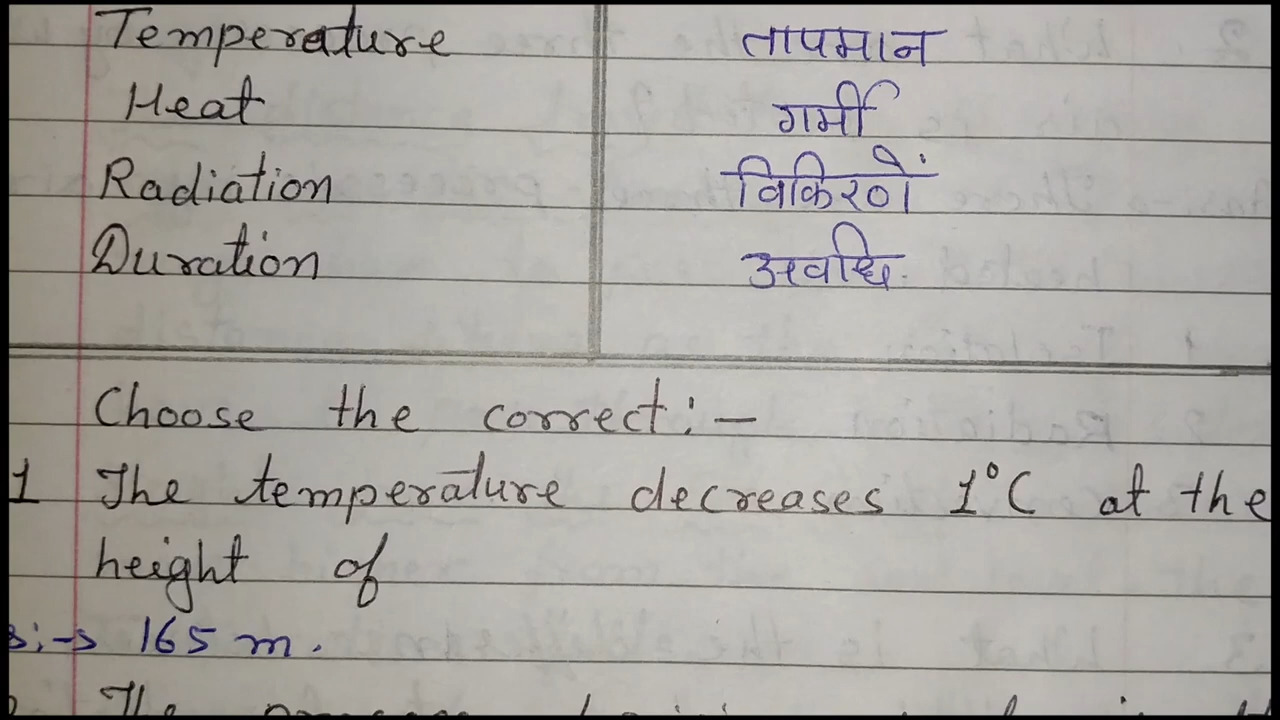 Temperature तापमान
Heat गर्मी
Radiation विकिरणों
Duration अवधि
Choose the correct:—
1 The temperature decreases 1°C at the
height of
s:→ 165 m.
The